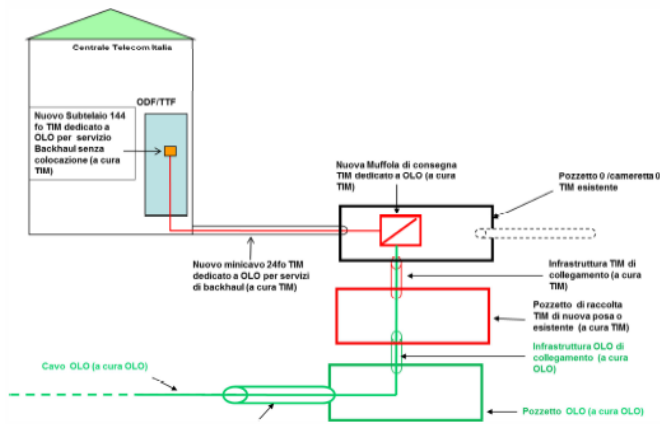 Centrale Telecom Italia
ODF/TTF
Nuovo Subtelaio 144
fo TIM dedicato a
OLO per servizio
Backhaul senza
colocazione (a cura
TIM)
Nuova Muffola di consegna
TIM dedicato a OLO (a cura
TIM)
Pozzetto 0 /cameretta 0
TIM esistente
Nuovo minicavo 24fo TIM
dedicato a OLO per servizi
di backhaul (a cura TIM)
Infrastruttura TIM di
collegamento (a cura
TIM)
Pozzetto di raccolta
TIM di nuova posa o
esistente (a cura TIM)
Infrastruttura OLO di
collegamento (a cura
OLO)
Cavo OLO (a cura OLO)
Pozzetto OLO (a cura OLO)